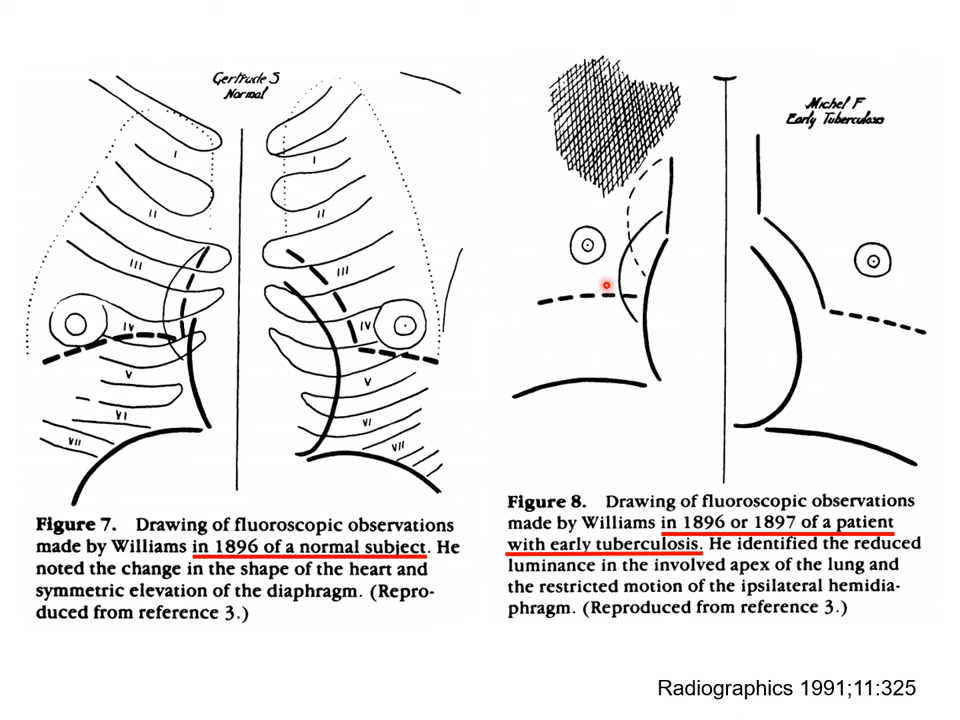 Gertrude S
Normal
I
I
II
II
III
III
IV
IV
V
V
VI
VI
VII
VII
Figure 7. Drawing of fluoroscopic observations
made by Williams in 1896 of a normal subject. He
noted the change in the shape of the heart and
symmetric elevation of the diaphragm. (Repro-
duced from reference 3.)
Michel F
Early Tuberculosis
Figure 8. Drawing of fluoroscopic observations
made by Williams in 1896 or 1897 of a patient
with early tuberculosis. He identified the reduced
luminance in the involved apex of the lung and
the restricted motion of the ipsilateral hemidia-
phragm. (Reproduced from reference 3.)
Radiographics 1991;11:325